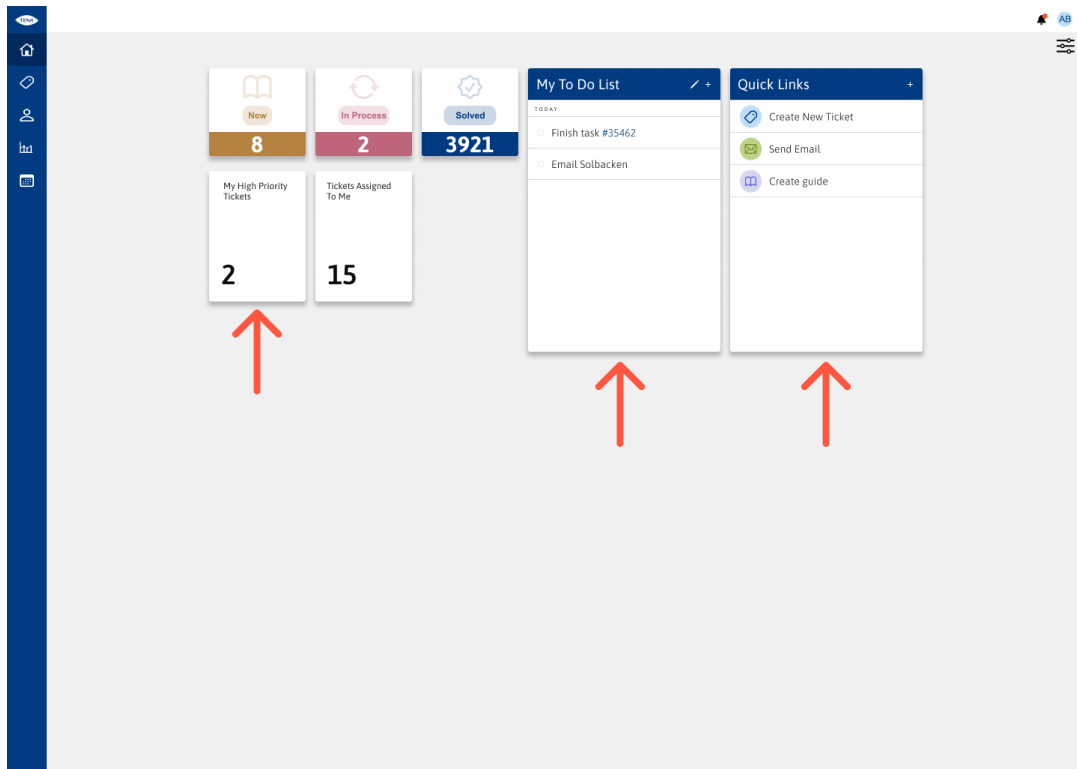 TENA
AB
New
8
In Process
2
Solved
3921
My High Priority
Tickets
2
Tickets Assigned
To Me
15
My To Do List
+
TODAY
Finish task #35462
Email Solbacken
Quick Links
+
Create New Ticket
Send Email
Create guide